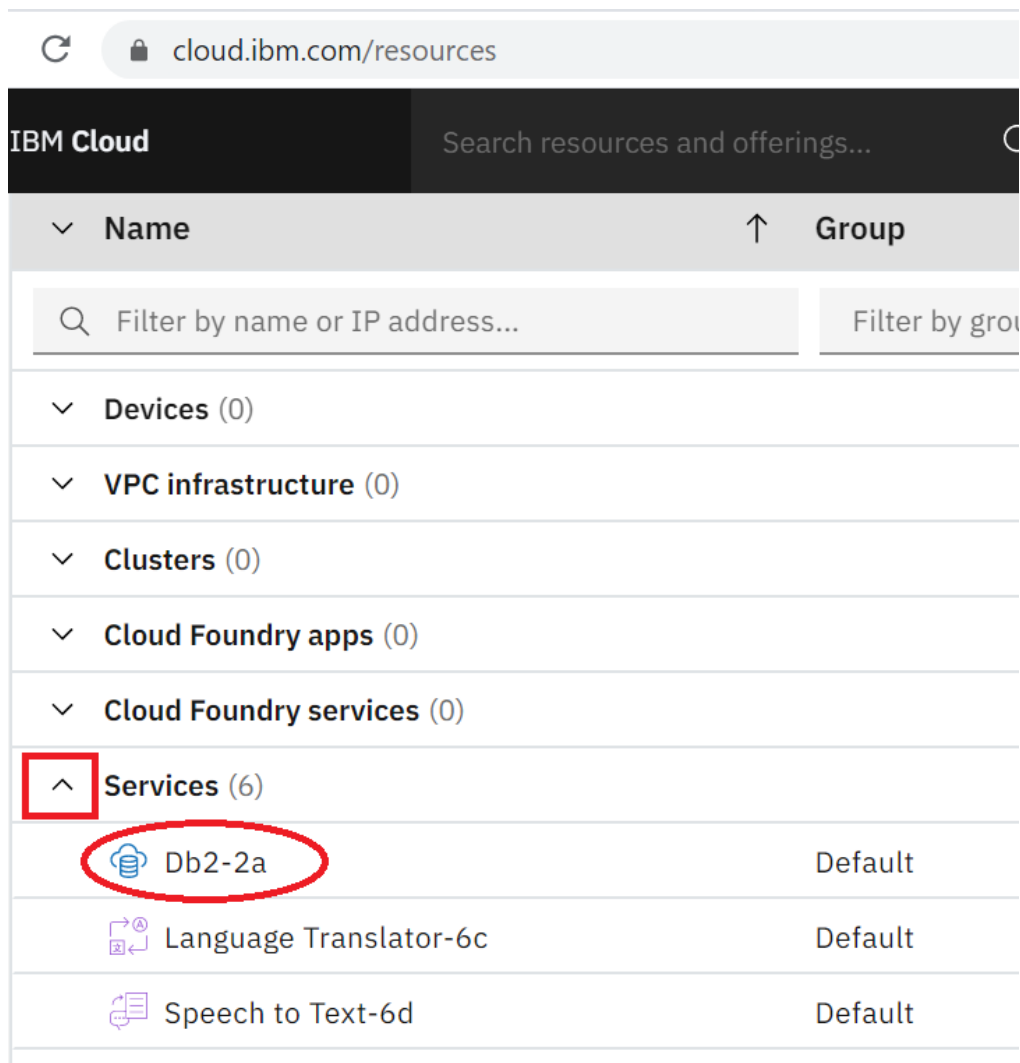 cloud.ibm.com/resources
IBM Cloud Search resources and offerings...
Name Group
Filter by name or IP address... Filter by
Devices (0)
VPC infrastructure (0)
Clusters (0)
Cloud Foundry apps (0)
Cloud Foundry services (0)
Services (6)
Db2-2a Default
Language Translator-6c Default
Speech to Text-6d Default